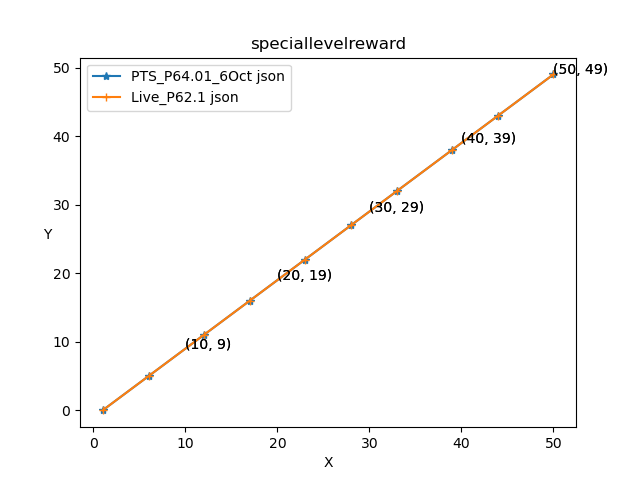 speciallevelreward
PTS_P64.01_6Oct json
Live_P62.1 json
(50, 49)
(40, 39)
(30, 29)
(20, 19)
(10, 9)
50
40
30
20
10
0
Y
0 10 20 30 40 50
X